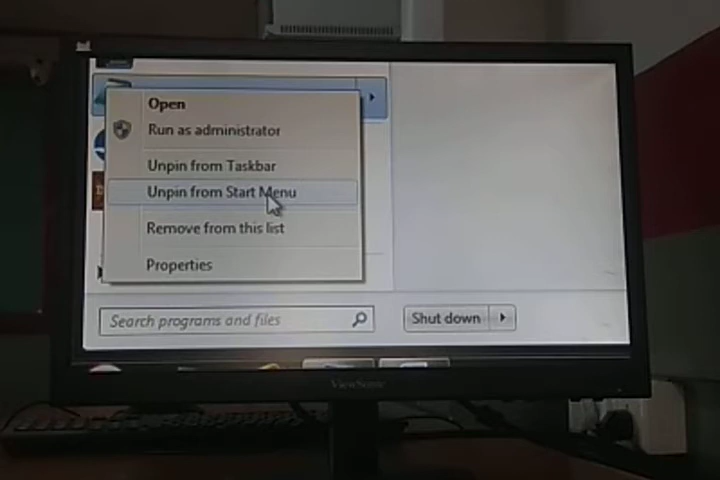 Open
Run as administrator
Unpin from Taskbar
Unpin from Start Menu
Remove from this list
Properties
Search programs and files
Shut down
ViewSonic